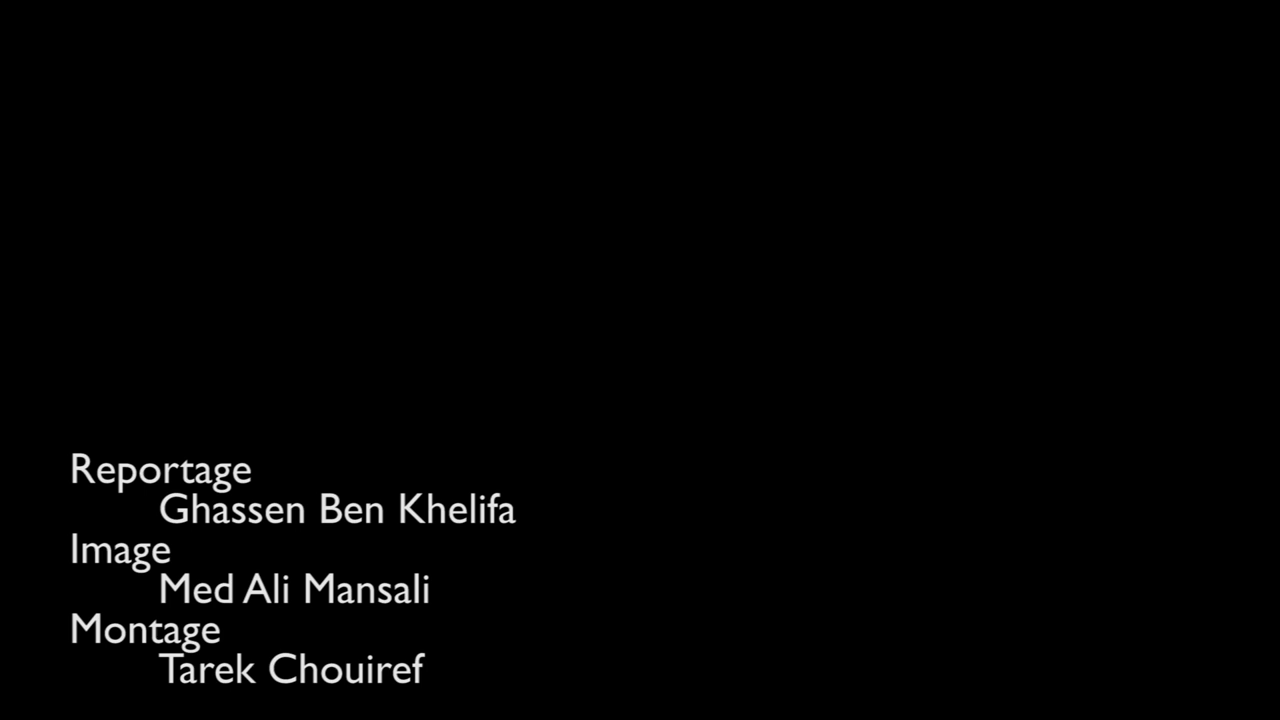 Reportage
Ghassen Ben Khelifa
Image
Med Ali Mansali
Montage
Tarek Chouiref